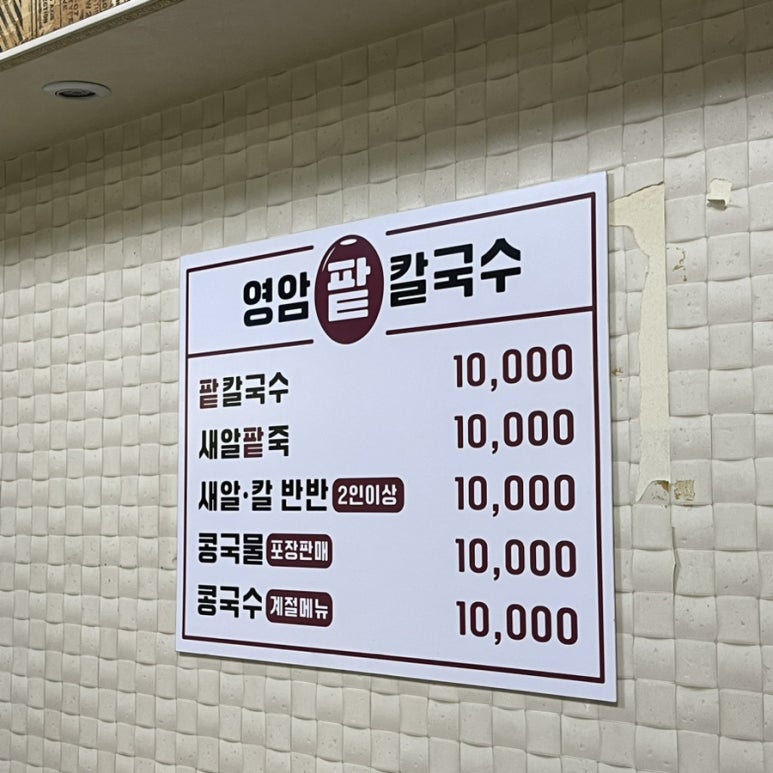 영암팥칼국수
팥칼국수 10,000
새알팥죽 10,000
새알·칼 반반 2인이상 10,000
콩국물 포장판매 10,000
콩국수 계절메뉴 10,000